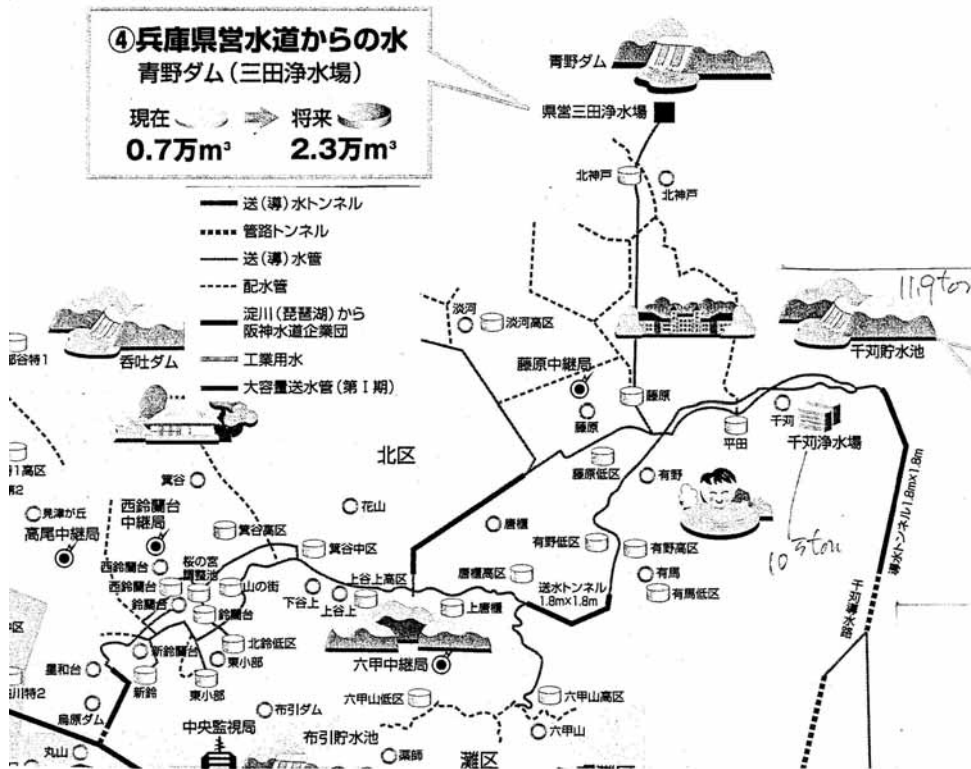 ④兵庫県営水道からの水
青野ダム(三田浄水場)
現在 将来
0.7万m³ 2.3万m³
送(導)水トンネル
管路トンネル
送(導)水管
配水管
淀川(琵琶湖)から
阪神水道企業団
工業用水
大容量送水管(第Ⅰ期)
青野ダム
県営三田浄水場
北神戸
北神戸
11.9 ton
千苅貯水池
淡河
淡河高区
呑吐ダム
部谷特1
藤原中継局
藤原
藤原
平田
千苅
千苅浄水場
藤原低区
有野
北区
箕谷
花山
唐櫃
導水トンネル1.8m×1.8m
見津が丘
高尾中継局
西鈴蘭台
中継局
箕谷高区
箕谷中区
有野低区
有野高区
西鈴蘭台
桜の宮
調整池
西鈴蘭台
山の街
下谷上
上谷上
上谷上高区
唐櫃高区
送水トンネル
1.8m×1.8m
有馬
有馬低区
鈴蘭台
鈴蘭台
上唐櫃
千苅導水路
新鈴蘭台
北鈴低区
東小部
六甲中継局
星和台
新鈴
東小部
川特2
烏原ダム
六甲山低区
六甲山高区
中央監視局
布引ダム
布引貯水池
六甲山
丸山
薬師
灘区